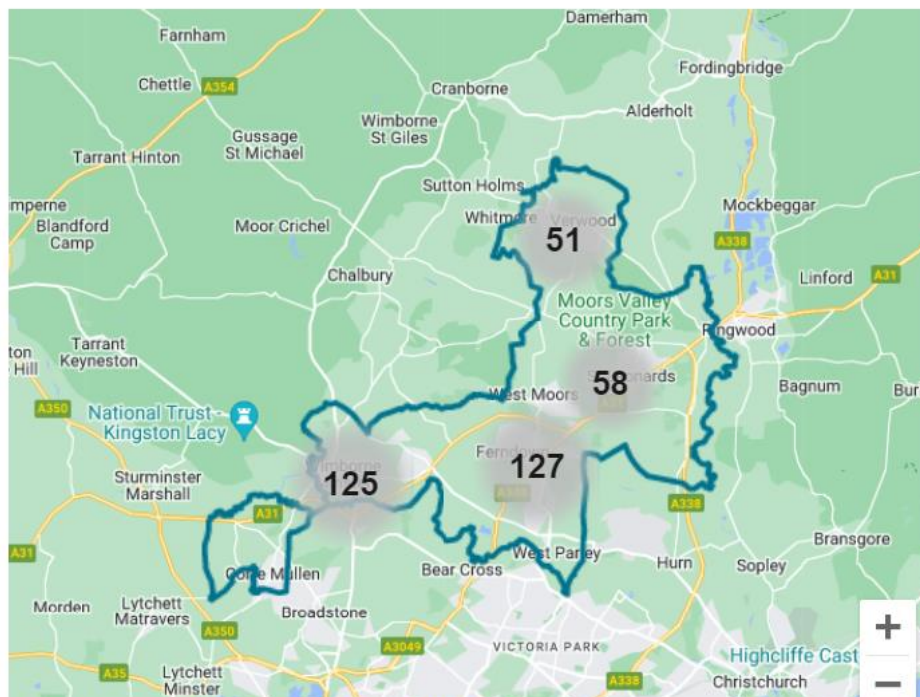 Damerham
Farnham
Fordingbridge
Chettle
A354
Cranborne
Alderholt
Wimborne
St Giles
Gussage
St Michael
Tarrant Hinton
Sutton Holms
Mockbeggar
Whitmore
Verwood
Blandford
Camp
Moor Crichel
51
A338
Linford
A31
Chalbury
Moors Valley
Country Park
& Forest
Ringwood
Tarrant
Keyneston
58
West Moors
Bagnum
A350
National Trust -
Kingston Lacy
127
125
Sturminster
Marshall
A31
A338
A31
Bransgore
West Parley
Hurn
Sopley
Corfe Mullen
Bear Cross
Morden
Lytchett
Matravers
Broadstone
A350
+
A3049
VICTORIA PARK
Highcliffe Cast
A35
Lytchett
Minster
A338
Christchurch
−